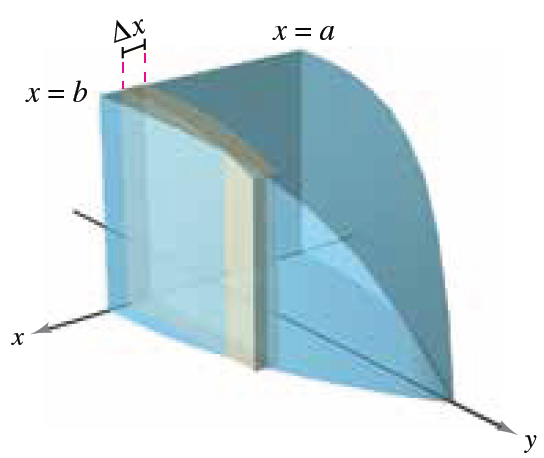 Δx
x = a
x = b
x
y